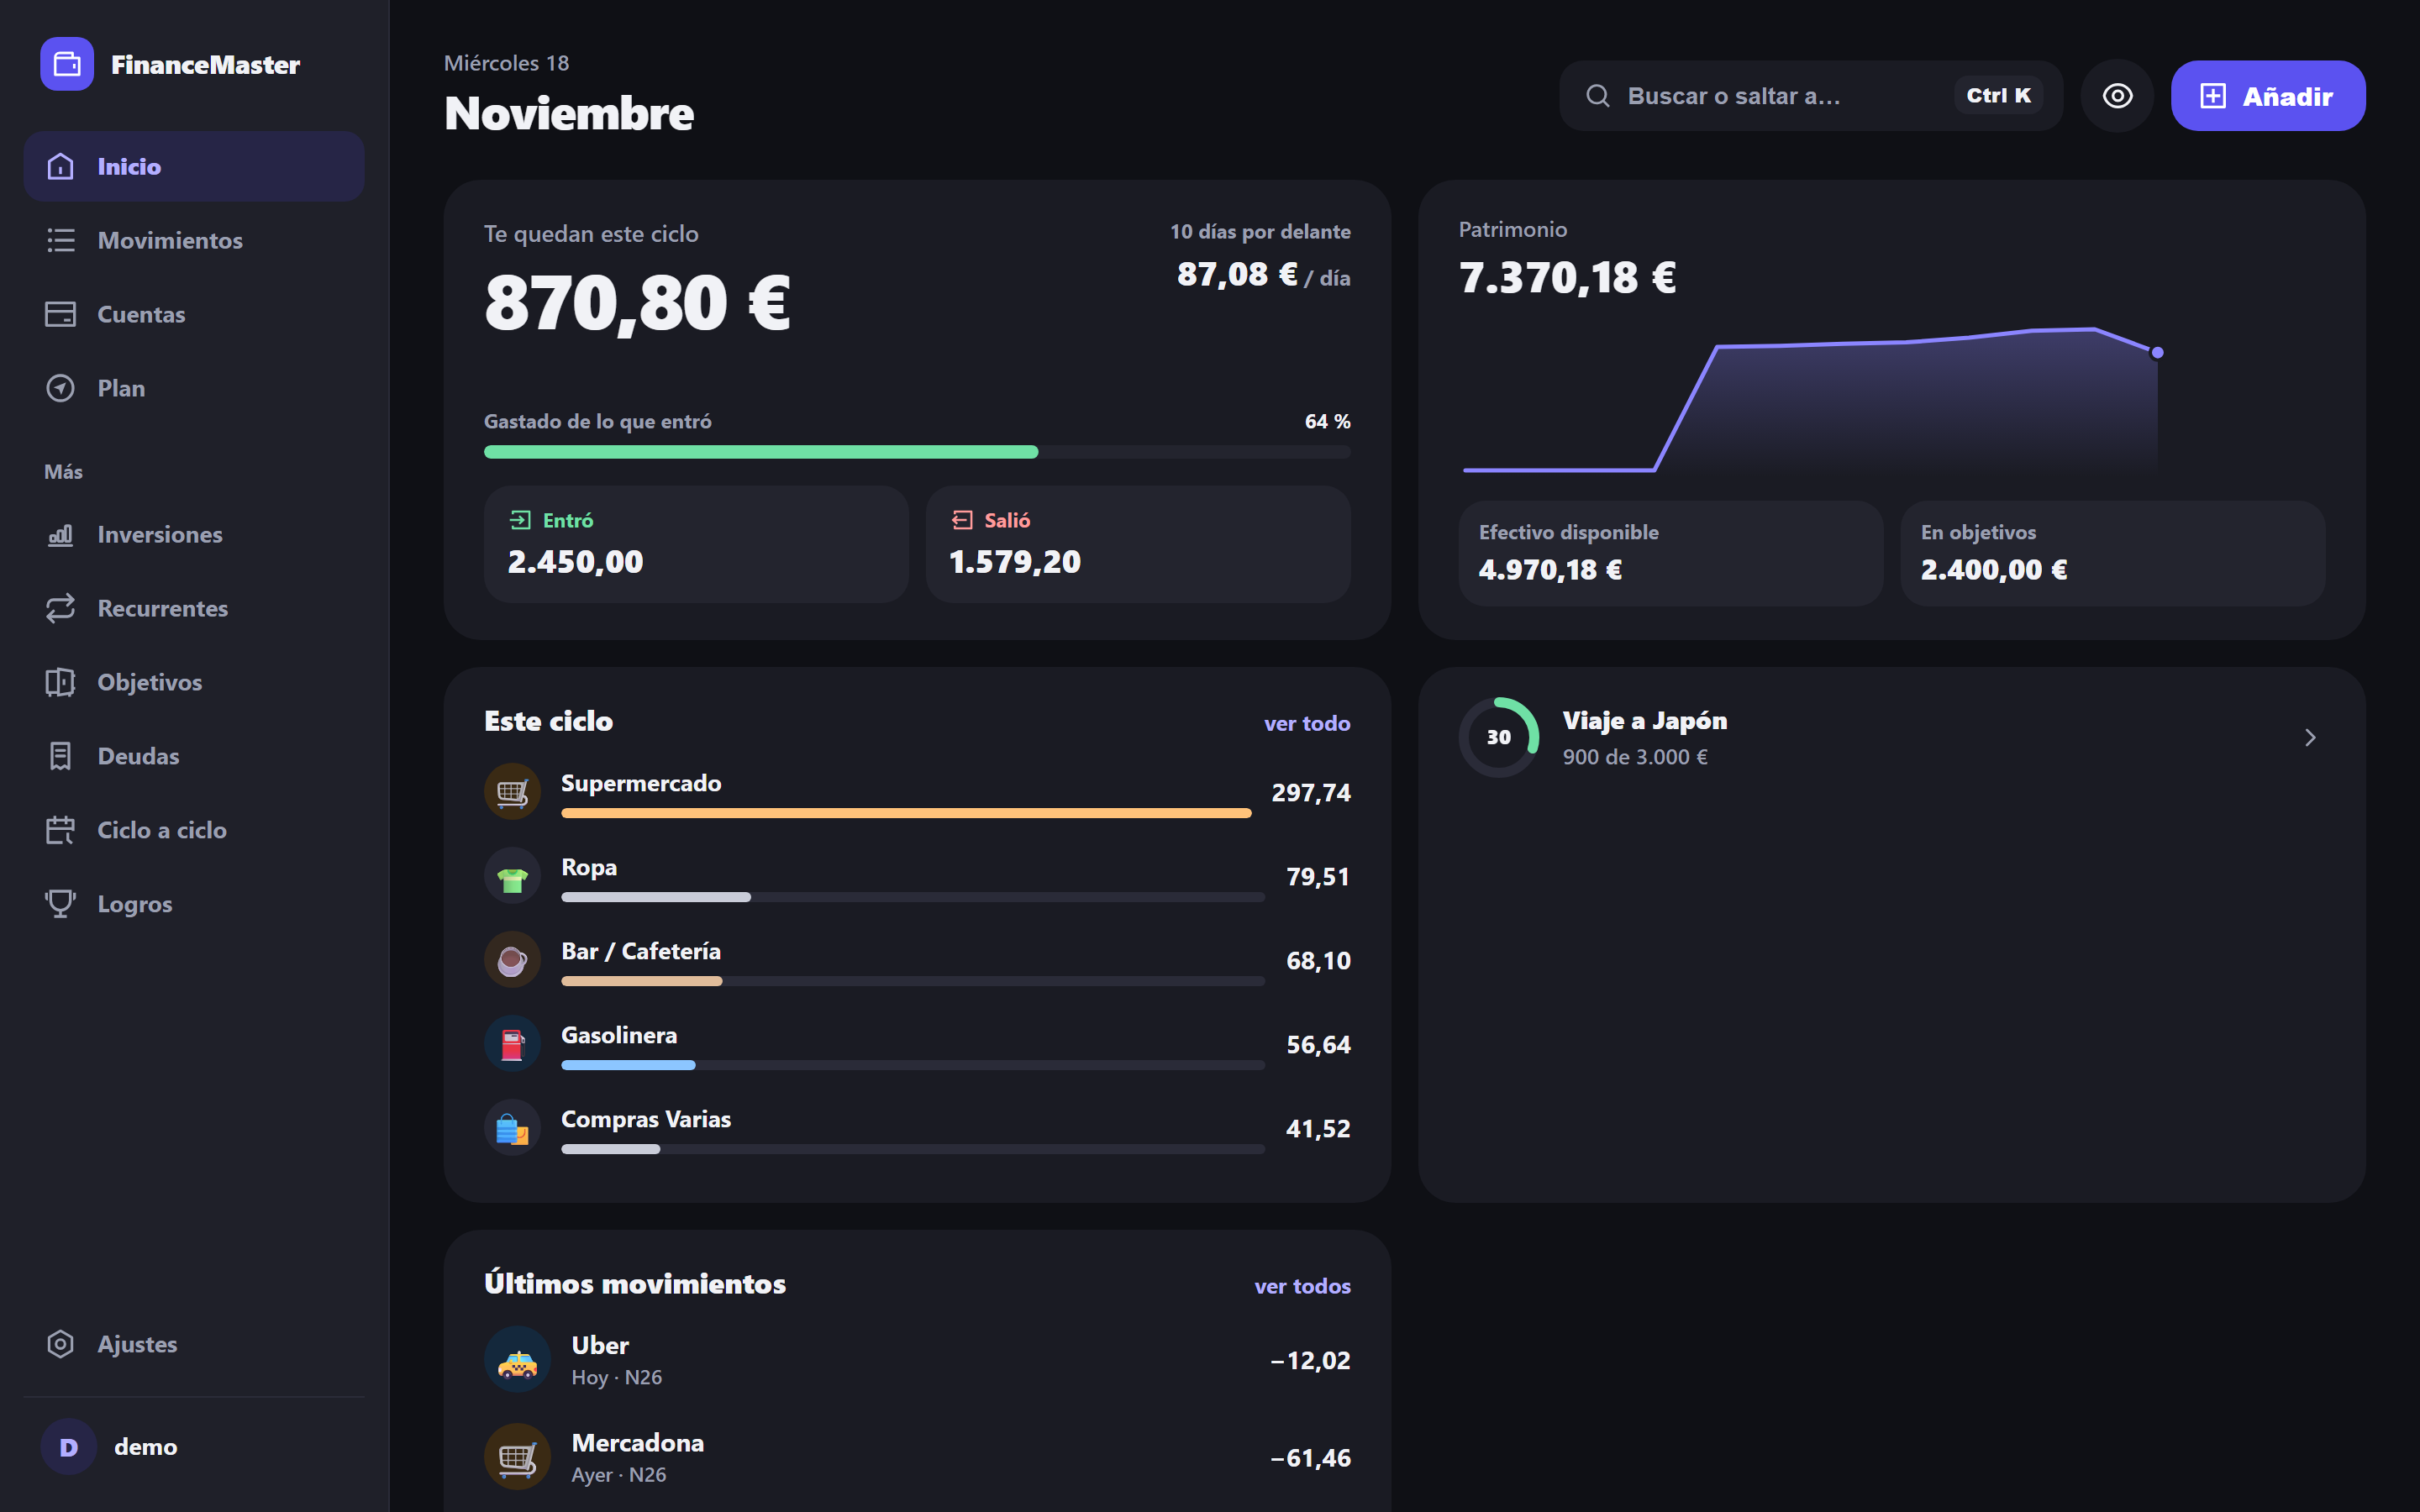 FinanceMaster
Inicio
Movimientos
Cuentas
Plan
Más
Inversiones
Recurrentes
Objetivos
Deudas
Ciclo a ciclo
Logros
Ajustes
D
demo
Miércoles 18
Noviembre
Buscar o saltar a…
Ctrl K
Añadir
Te quedan este ciclo
870,80 €
10 días por delante
87,08 € / día
Gastado de lo que entró
64 %
Entró
2.450,00
Salió
1.579,20
Patrimonio
7.370,18 €
Efectivo disponible
4.970,18 €
En objetivos
2.400,00 €
Este ciclo
ver todo
Supermercado
297,74
Ropa
79,51
Bar / Cafetería
68,10
Gasolinera
56,64
Compras Varias
41,52
30
Viaje a Japón
900 de 3.000 €
Últimos movimientos
ver todos
Uber
Hoy · N26
−12,02
Mercadona
Ayer · N26
−61,46